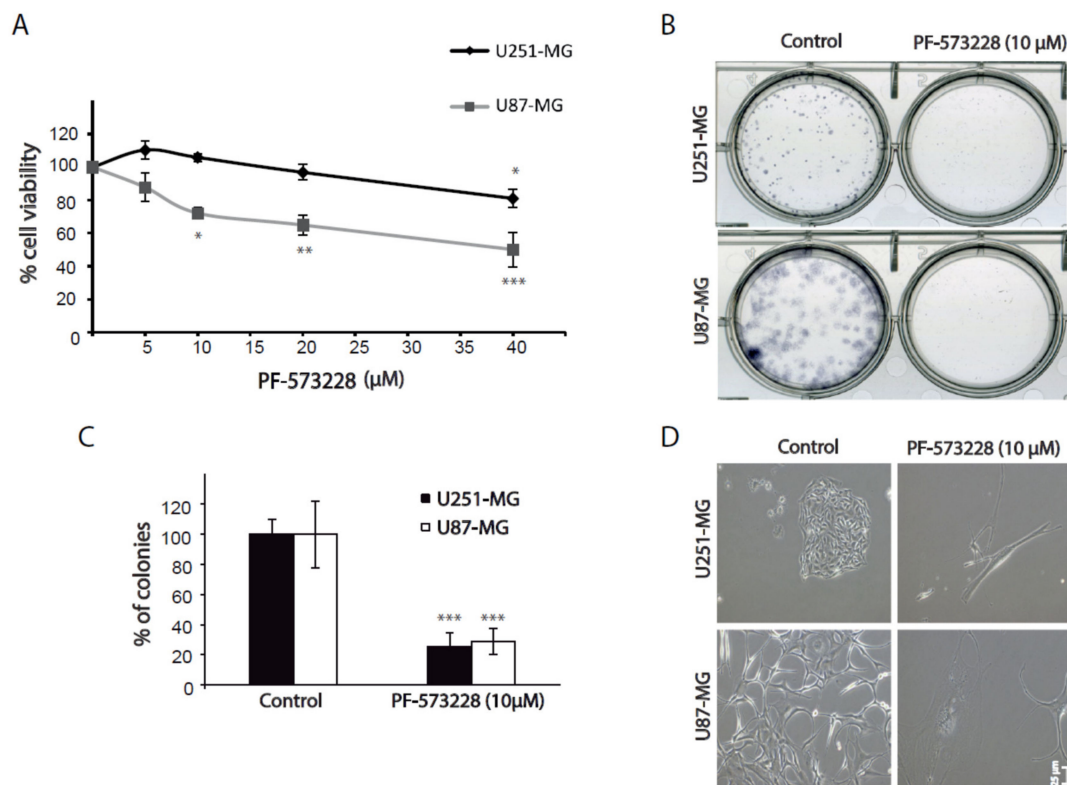 A
U251-MG
U87-MG
% cell viability
120
100
80
60
40
20
0
5 10 15 20 25 30 35 40
*
* ** ***
PF-573228 (µM)
B
Control PF-573228 (10 µM)
U251-MG
U87-MG
C
U251-MG
U87-MG
% of colonies
120
100
80
60
40
20
0
*** ***
Control PF-573228 (10µM)
D
Control PF-573228 (10 µM)
U251-MG
U87-MG
25 µm